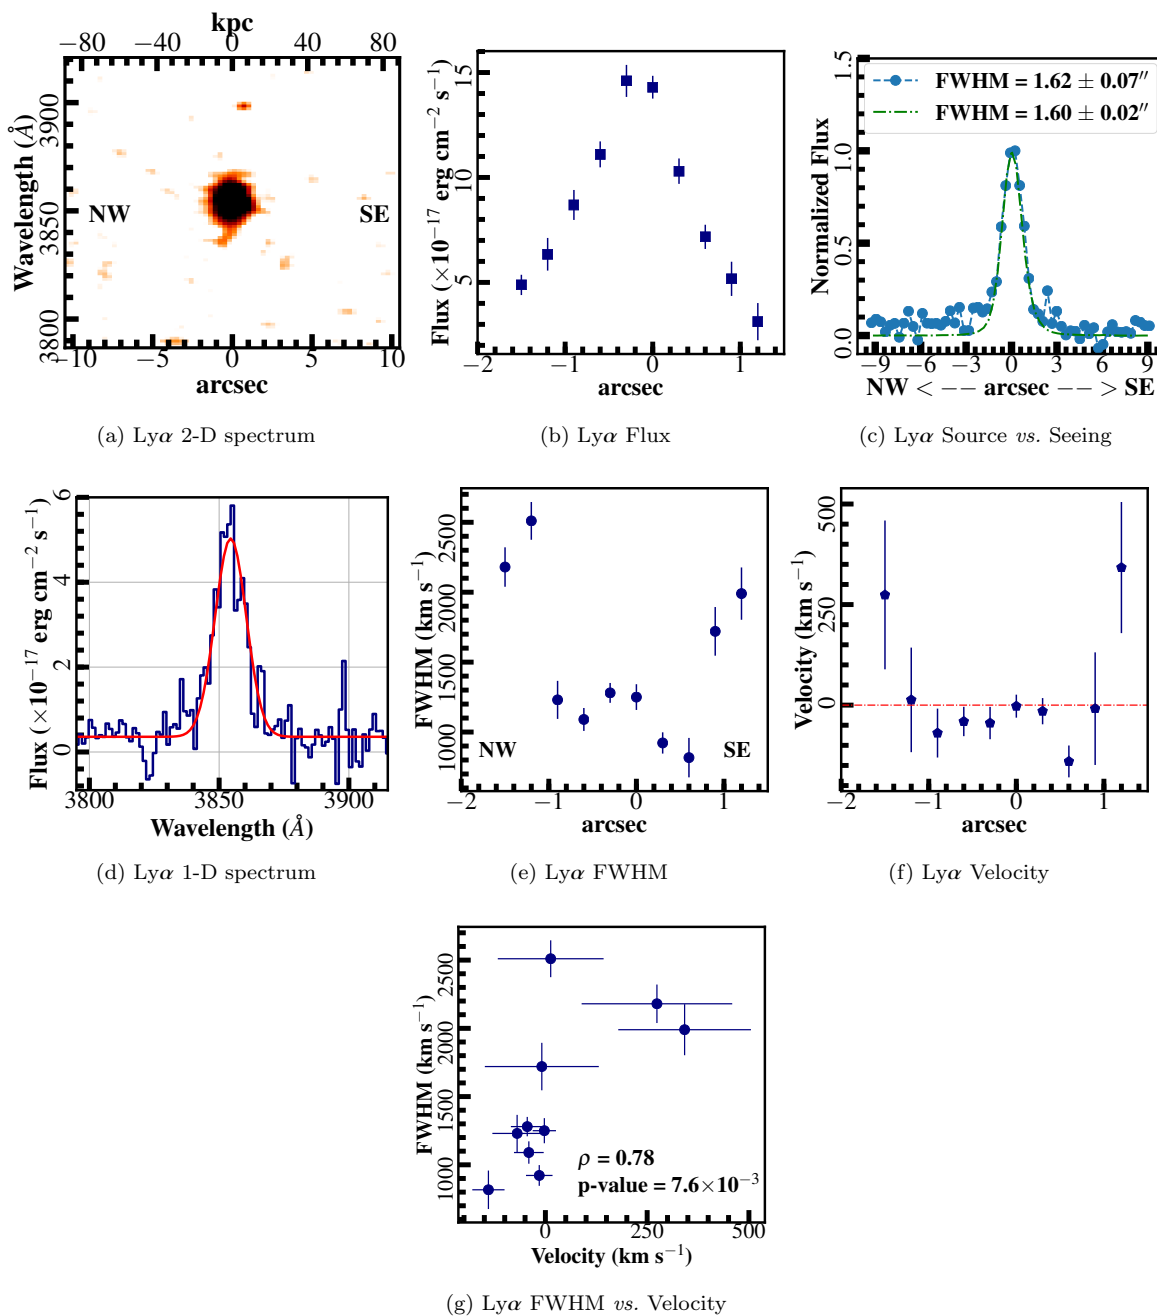 kpc
−80 −40 0 40 80
Wavelength (Å)
3900
3850
3800
NW
SE
−10 −5 0 5 10
arcsec
(a) Lyα 2-D spectrum
Flux (×10⁻¹⁷ erg cm⁻² s⁻¹)
15
10
5
−2 −1 0 1
arcsec
(b) Lyα Flux
Normalized Flux
1.5
1.0
0.5
0.0
FWHM = 1.62 ± 0.07″
FWHM = 1.60 ± 0.02″
−9 −6 −3 0 3 6 9
NW < −− arcsec −− > SE
(c) Lyα Source vs. Seeing
Flux (×10⁻¹⁷ erg cm⁻² s⁻¹)
6
4
2
0
3800 3850 3900
Wavelength (Å)
(d) Lyα 1-D spectrum
FWHM (km s⁻¹)
2500
2000
1500
1000
NW
SE
−2 −1 0 1
arcsec
(e) Lyα FWHM
Velocity (km s⁻¹)
500
250
0
−2 −1 0 1
arcsec
(f) Lyα Velocity
FWHM (km s⁻¹)
2500
2000
1500
1000
ρ = 0.78
p-value = 7.6×10⁻³
0 250 500
Velocity (km s⁻¹)
(g) Lyα FWHM vs. Velocity